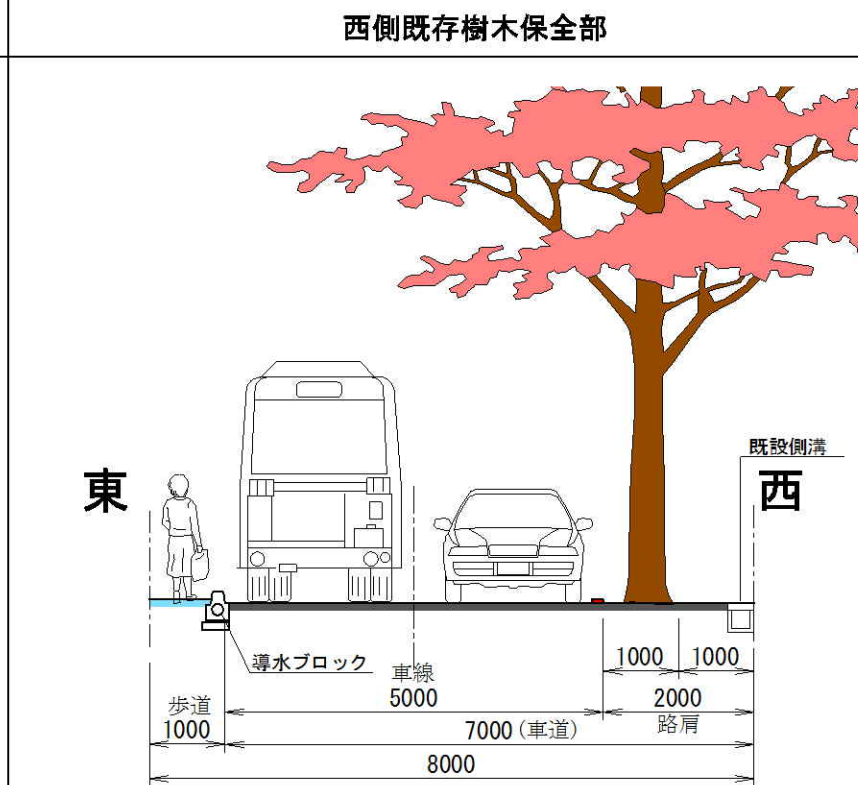 西側既存樹木保全部
既設側溝
東
西
導水ブロック
車線
1000
1000
歩道
5000
2000
1000
7000（車道）
路肩
8000